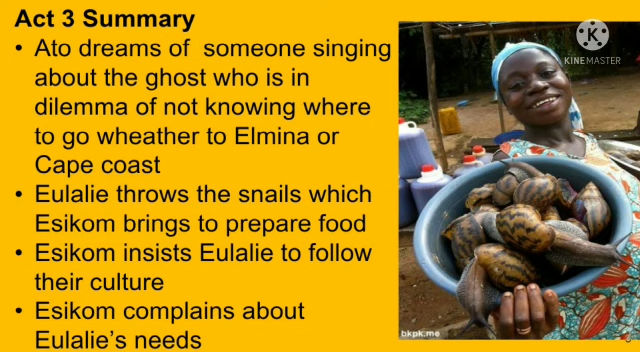 Act 3 Summary
• Ato dreams of someone singing
about the ghost who is in
dilemma of not knowing where
to go wheather to Elmina or
Cape coast
• Eulalie throws the snails which
Esikom brings to prepare food
• Esikom insists Eulalie to follow
their culture
• Esikom complains about
Eulalie's needs
K
KINEMASTER
bkpk.me